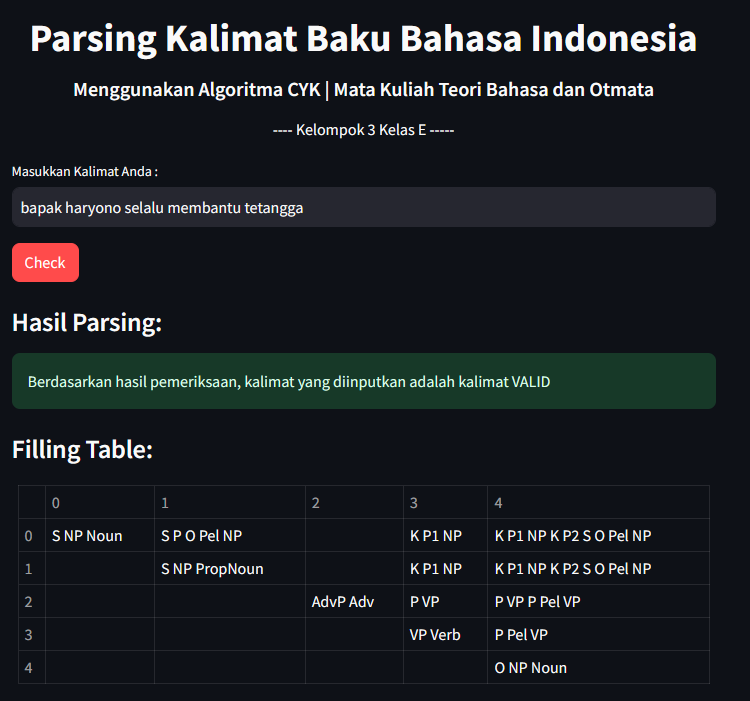 Parsing Kalimat Baku Bahasa Indonesia
Menggunakan Algoritma CYK | Mata Kuliah Teori Bahasa dan Otmata
---- Kelompok 3 Kelas E -----
Masukkan Kalimat Anda :
bapak haryono selalu membantu tetangga
Check
Hasil Parsing:
Berdasarkan hasil pemeriksaan, kalimat yang diinputkan adalah kalimat VALID
Filling Table:
0 1 2 3 4
0 S NP Noun S P O Pel NP K P1 NP K P1 NP K P2 S O Pel NP
1 S NP PropNoun K P1 NP K P1 NP K P2 S O Pel NP
2 AdvP Adv P VP P VP P Pel VP
3 VP Verb P Pel VP
4 O NP Noun